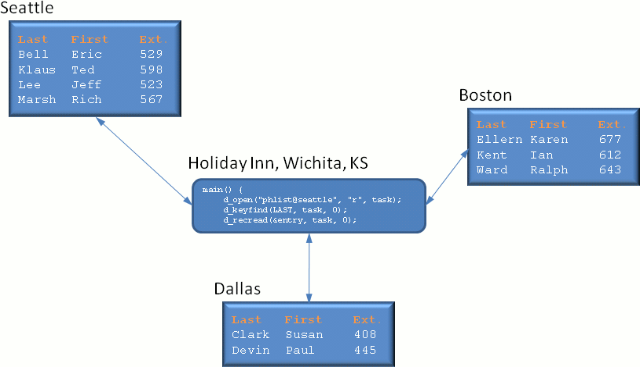 Seattle
Last First Ext.
Bell Eric 529
Klaus Ted 598
Lee Jeff 523
Marsh Rich 567
Boston
Last First Ext.
Ellern Karen 677
Kent Ian 612
Ward Ralph 643
Holiday Inn, Wichita, KS
main() {
d_open("phlist@seattle", "r", task);
d_keyfind(LAST, task, 0);
d_recread(&entry, task, 0);
Dallas
Last First Ext.
Clark Susan 408
Devin Paul 445